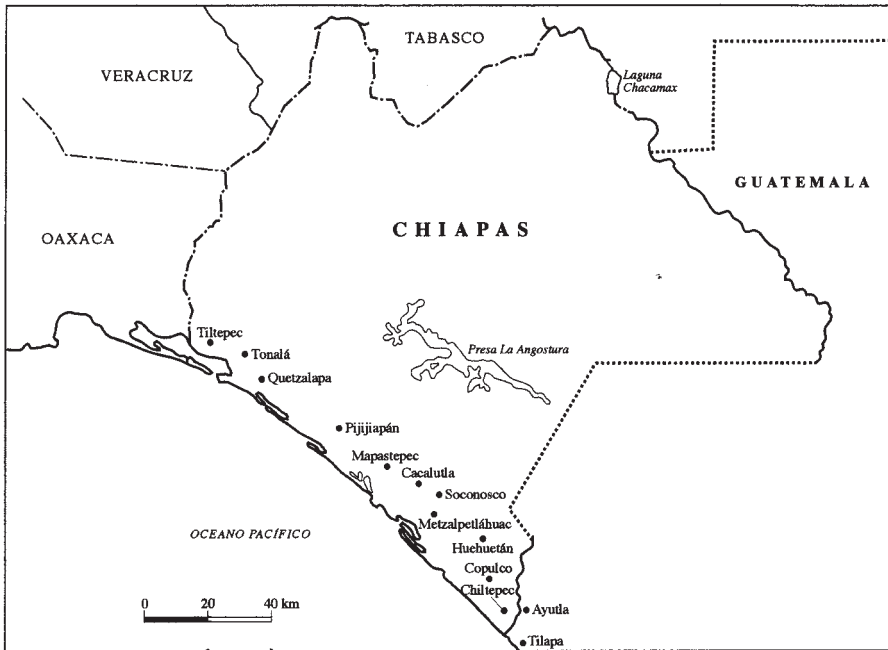 TABASCO
VERACRUZ
Laguna
Chacamax
GUATEMALA
CHIAPAS
OAXACA
Tiltepec
Tonalá
Presa La Angostura
Quetzalapa
Pijijiapán
Mapastepec
Cacalutla
Soconosco
Metzalpetláhuac
OCEANO PACÍFICO
Huehuetán
Copulco
Chiltepec
0 20 40 km
Ayutla
Tilapa